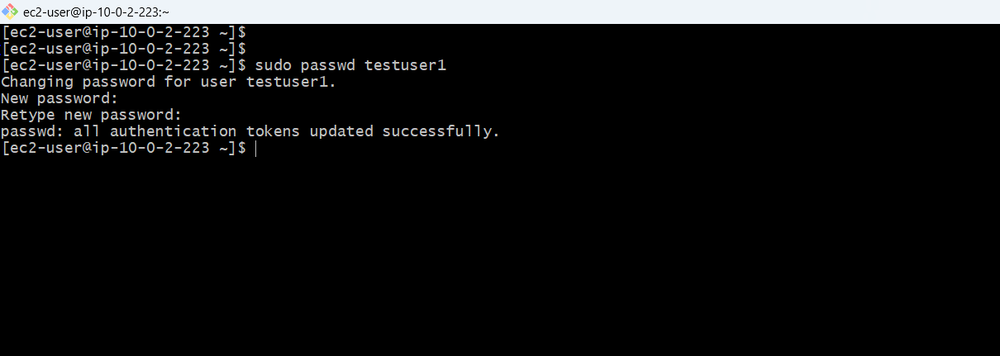 ec2-user@ip-10-0-2-223:~
[ec2-user@ip-10-0-2-223 ~]$
[ec2-user@ip-10-0-2-223 ~]$
[ec2-user@ip-10-0-2-223 ~]$ sudo passwd testuser1
Changing password for user testuser1.
New password:
Retype new password:
passwd: all authentication tokens updated successfully.
[ec2-user@ip-10-0-2-223 ~]$